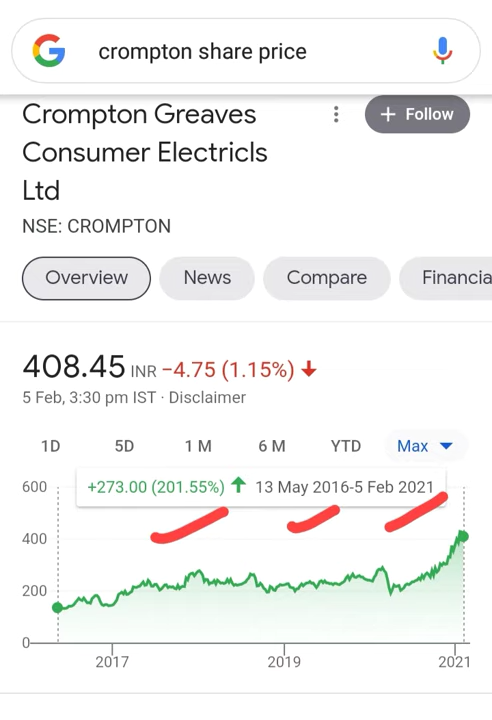 crompton share price
Crompton Greaves
+ Follow
Consumer Electricls
Ltd
NSE: CROMPTON
Overview News Compare Financia
408.45 INR −4.75 (1.15%)
5 Feb, 3:30 pm IST · Disclaimer
1D 5D 1 M 6 M YTD Max
600
+273.00 (201.55%) 13 May 2016-5 Feb 2021
400
200
0
2017 2019 2021